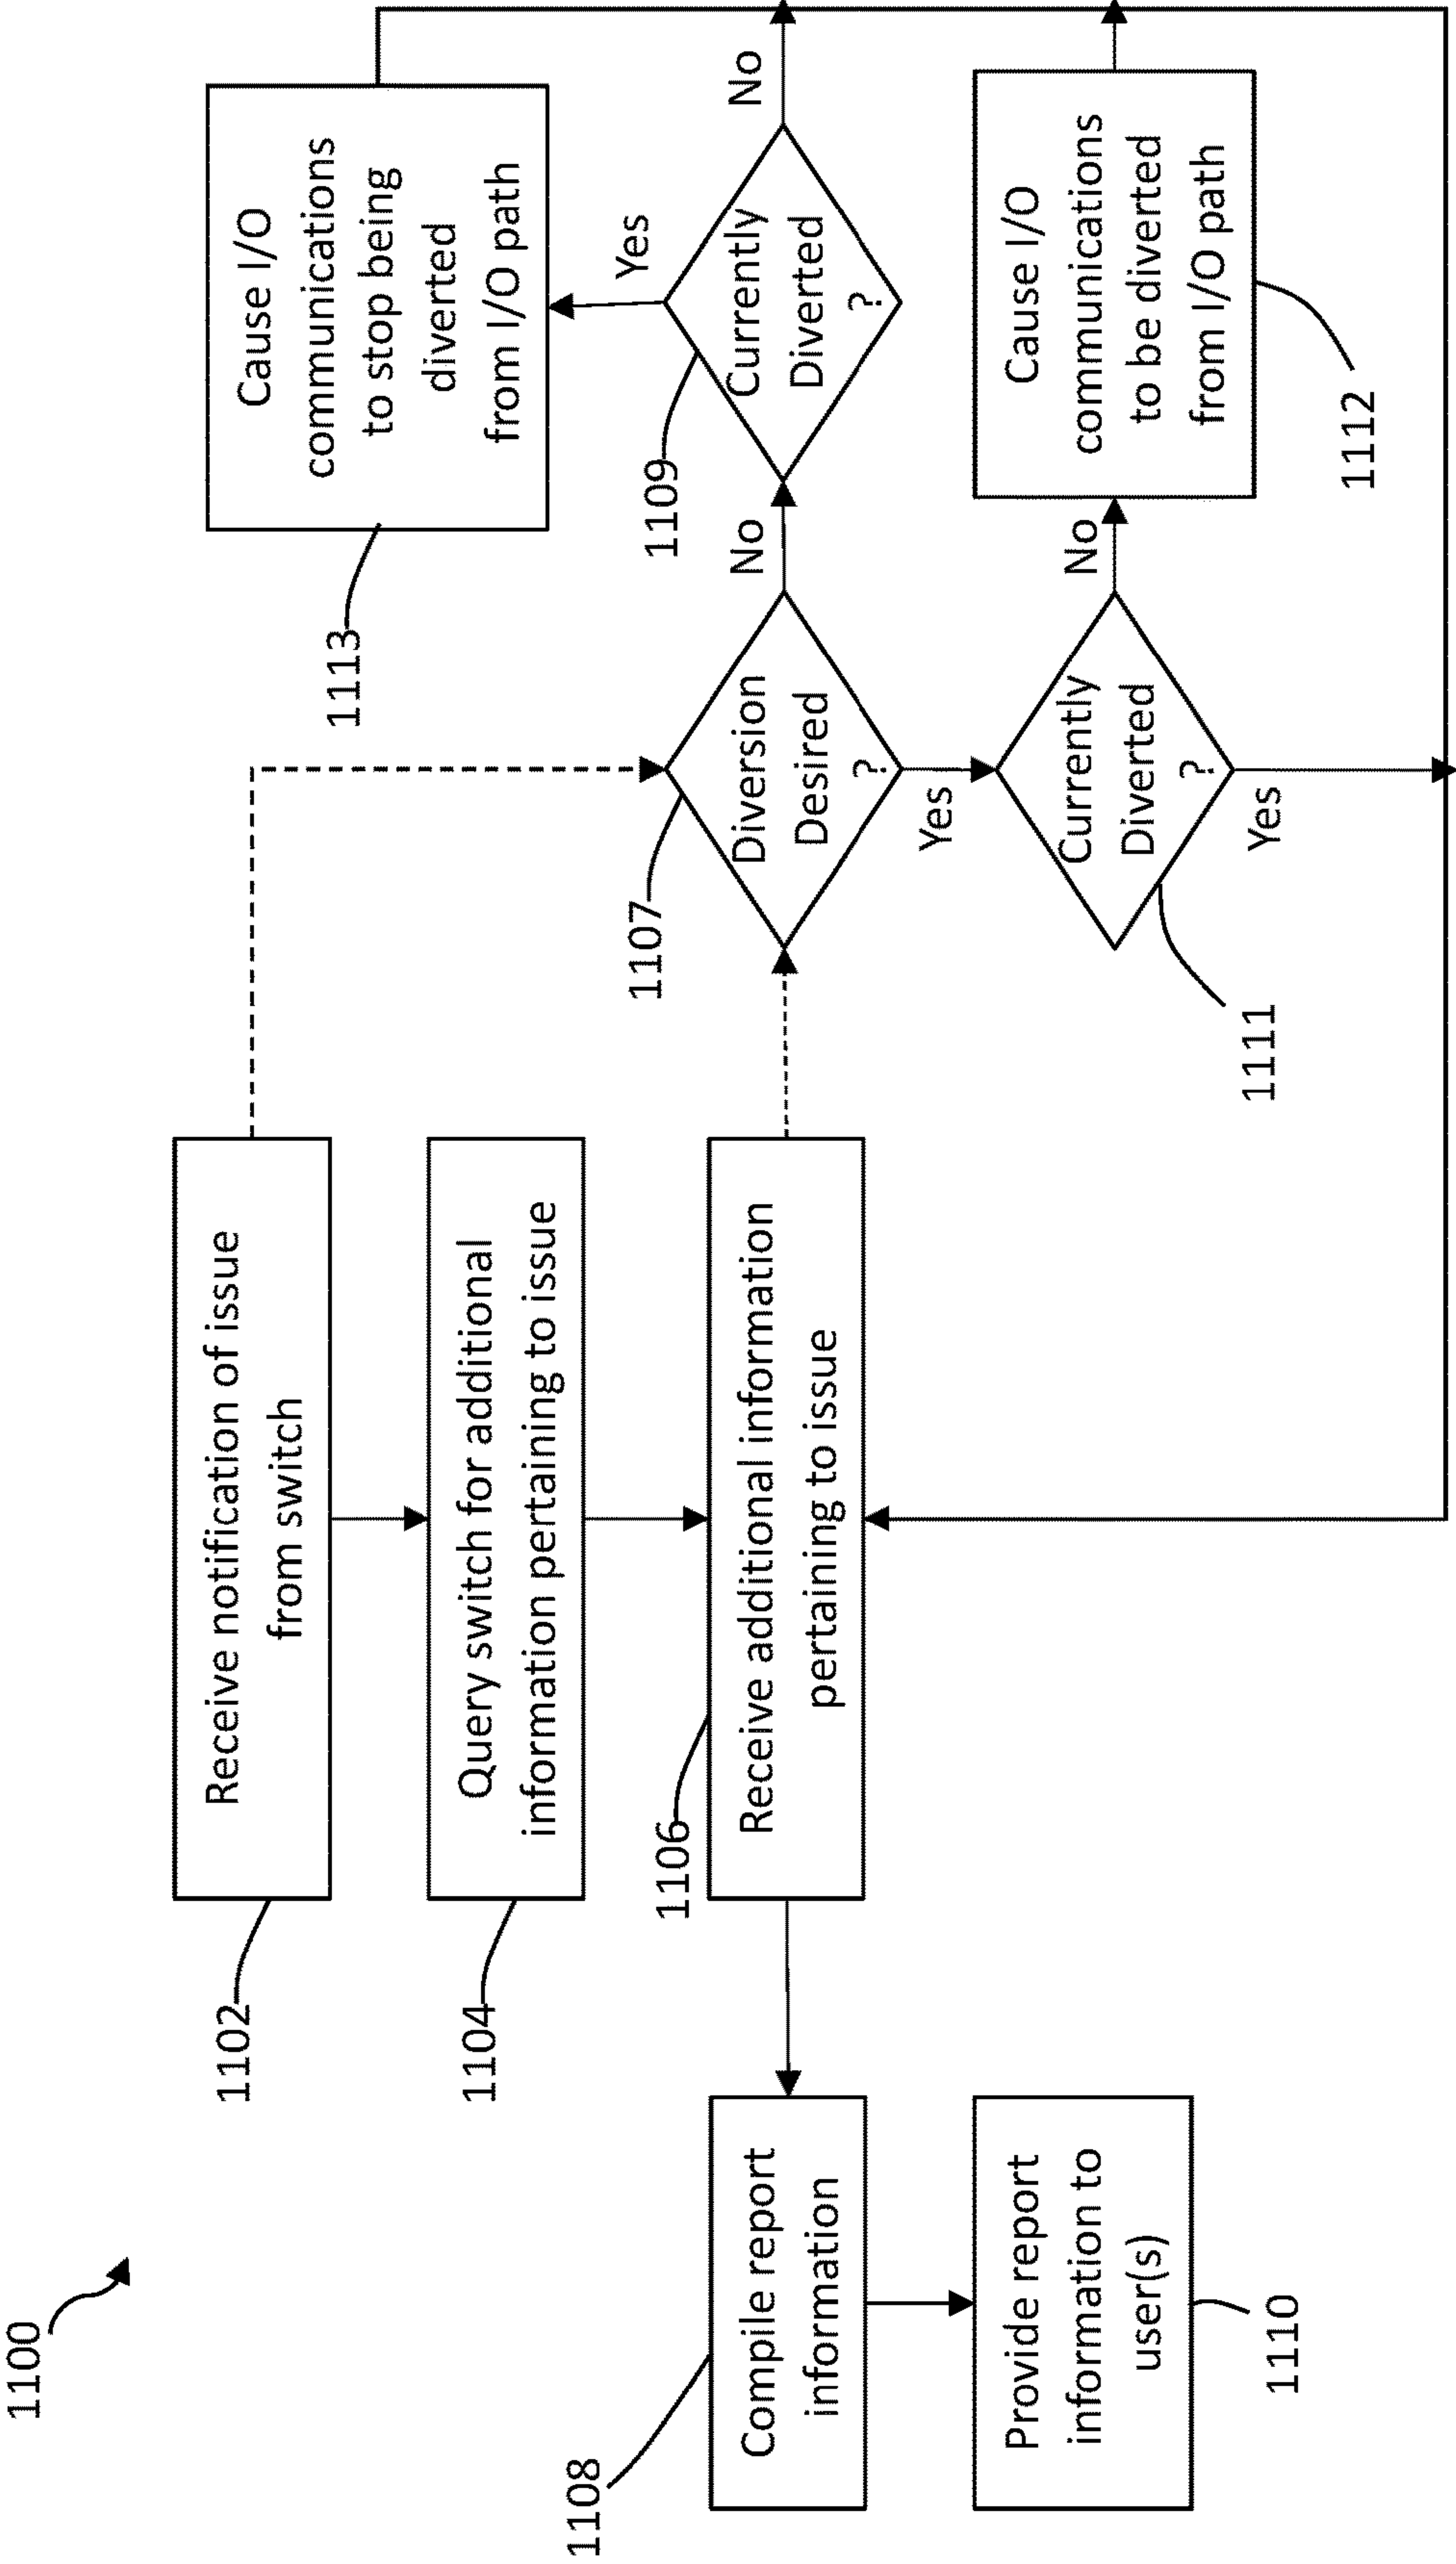 1100
1102
Receive notification of issue
from switch
1104
Query switch for additional
information pertaining to issue
1106
Receive additional information
pertaining to issue
1108
Compile report
information
Provide report
information to
user(s)
1110
1107
Diversion
Desired
?
No
Yes
1109
Currently
Diverted
?
Yes
No
1113
Cause I/O
communications
to stop being
diverted
from I/O path
1111
Currently
Diverted
?
No
Yes
Cause I/O
communications
to be diverted
from I/O path
1112